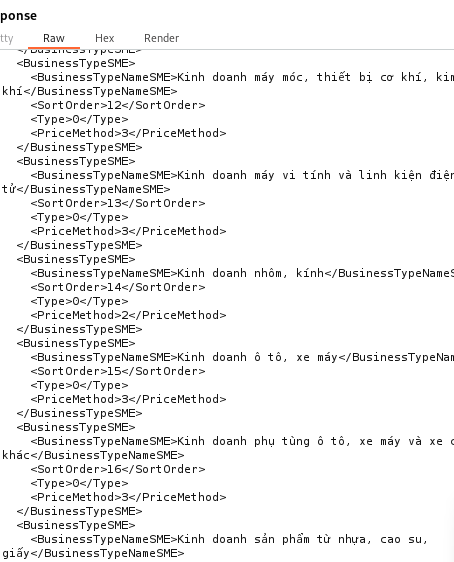 ponse
tty Raw Hex Render
</BusinessTypeSME>
<BusinessTypeSME>
<BusinessTypeNameSME>Kinh doanh máy móc, thiết bị cơ khí, kim
khí</BusinessTypeNameSME>
<SortOrder>12</SortOrder>
<Type>0</Type>
<PriceMethod>3</PriceMethod>
</BusinessTypeSME>
<BusinessTypeSME>
<BusinessTypeNameSME>Kinh doanh máy vi tính và linh kiện điện
tử</BusinessTypeNameSME>
<SortOrder>13</SortOrder>
<Type>0</Type>
<PriceMethod>3</PriceMethod>
</BusinessTypeSME>
<BusinessTypeSME>
<BusinessTypeNameSME>Kinh doanh nhôm, kính</BusinessTypeNameS
<SortOrder>14</SortOrder>
<Type>0</Type>
<PriceMethod>2</PriceMethod>
</BusinessTypeSME>
<BusinessTypeSME>
<BusinessTypeNameSME>Kinh doanh ô tô, xe máy</BusinessTypeNam
<SortOrder>15</SortOrder>
<Type>0</Type>
<PriceMethod>3</PriceMethod>
</BusinessTypeSME>
<BusinessTypeSME>
<BusinessTypeNameSME>Kinh doanh phụ tùng ô tô, xe máy và xe
khác</BusinessTypeNameSME>
<SortOrder>16</SortOrder>
<Type>0</Type>
<PriceMethod>3</PriceMethod>
</BusinessTypeSME>
<BusinessTypeSME>
<BusinessTypeNameSME>Kinh doanh sản phẩm từ nhựa, cao su,
giấy</BusinessTypeNameSME>